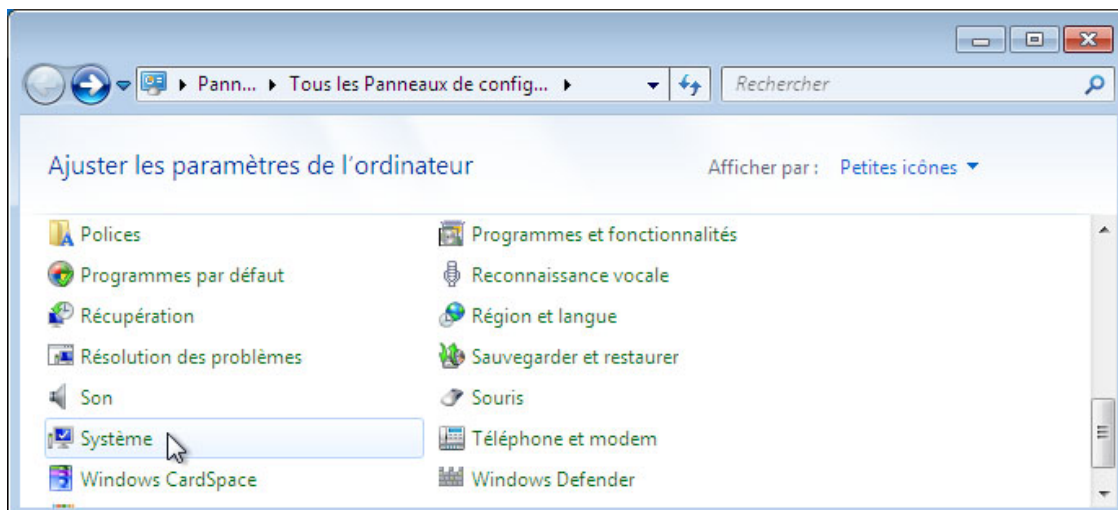 Pann... Tous les Panneaux de config... Rechercher
Ajuster les paramètres de l'ordinateur Afficher par : Petites icônes
Polices Programmes et fonctionnalités
Programmes par défaut Reconnaissance vocale
Récupération Région et langue
Résolution des problèmes Sauvegarder et restaurer
Son Souris
Système Téléphone et modem
Windows CardSpace Windows Defender